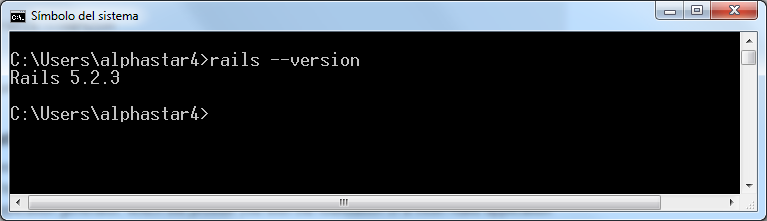 Símbolo del sistema
C:\Users\alphastar4>rails --version
Rails 5.2.3
C:\Users\alphastar4>